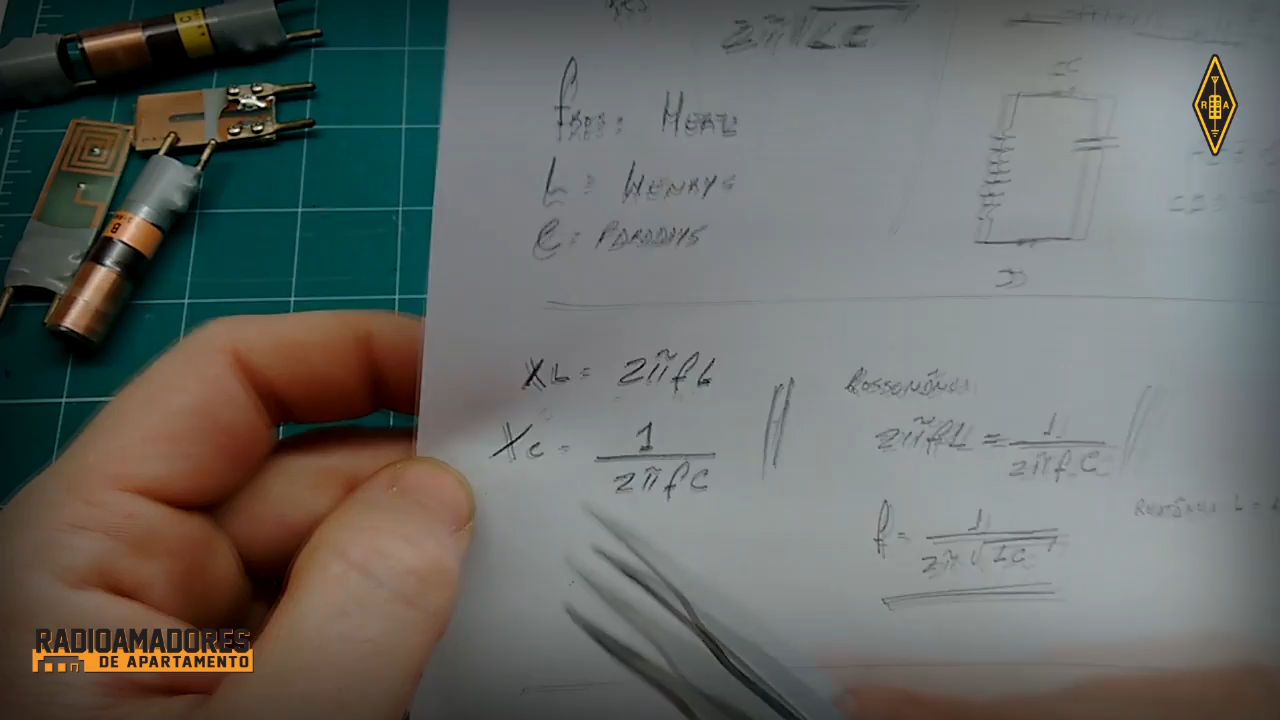 2π√LC
fRES: HERTZ
L: HENRYS
C: FARADAYS
XL = 2πfL
XC = 1
2πfC
RESSONÂNCIA
2πfL = 1
2πfC
f = 1
2π√LC
R A
RADIOAMADORES
DE APARTAMENTO